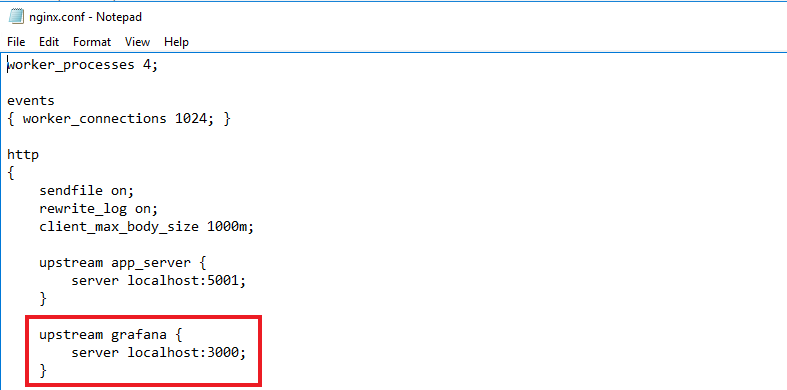 nginx.conf - Notepad
File Edit Format View Help
worker_processes 4;
events
{ worker_connections 1024; }
http
{
sendfile on;
rewrite_log on;
client_max_body_size 1000m;
upstream app_server {
server localhost:5001;
}
upstream grafana {
server localhost:3000;
}